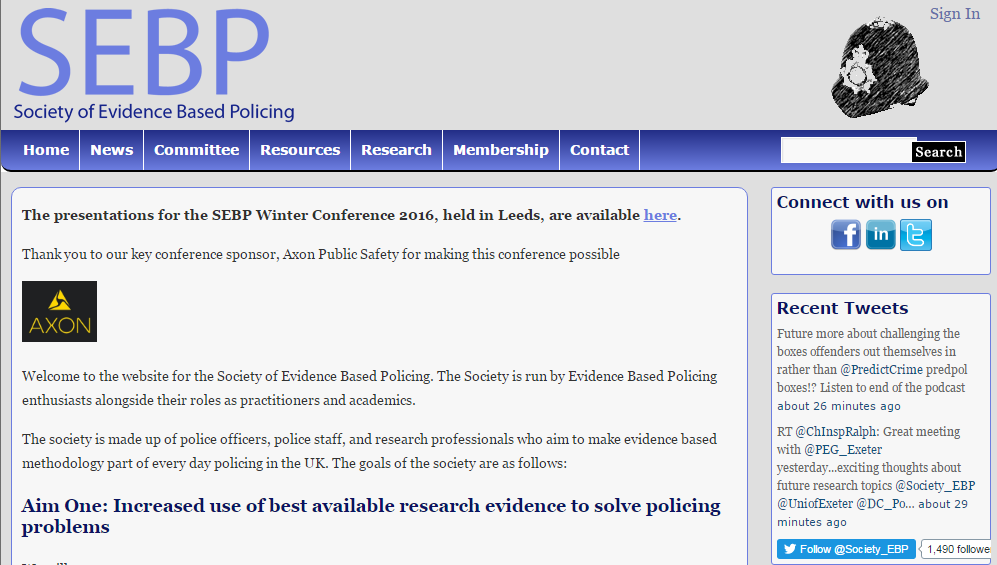 Sign In
SEBP
Society of Evidence Based Policing
Home News Committee Resources Research Membership Contact Search
The presentations for the SEBP Winter Conference 2016, held in Leeds, are available here.
Thank you to our key conference sponsor, Axon Public Safety for making this conference possible
AXON
Welcome to the website for the Society of Evidence Based Policing. The Society is run by Evidence Based Policing
enthusiasts alongside their roles as practitioners and academics.
The society is made up of police officers, police staff, and research professionals who aim to make evidence based
methodology part of every day policing in the UK. The goals of the society are as follows:
Aim One: Increased use of best available research evidence to solve policing
problems
Connect with us on
Recent Tweets
Future more about challenging the
boxes offenders out themselves in
rather than @PredictCrime predpol
boxes!? Listen to end of the podcast
about 26 minutes ago
RT @ChInspRalph: Great meeting
with @PEG_Exeter
yesterday...exciting thoughts about
future research topics @Society_EBP
@UniofExeter @DC_Po... about 29
minutes ago
Follow @Society_EBP 1,490 followe